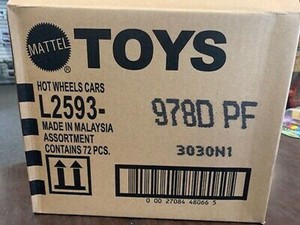 MATTEL
TOYS
HOT WHEELS CARS
L2593- 978D PF
MADE IN MALAYSIA
ASSORTMENT 3030N1
CONTAINS 72 PCS.
0 00 27084 48066 5